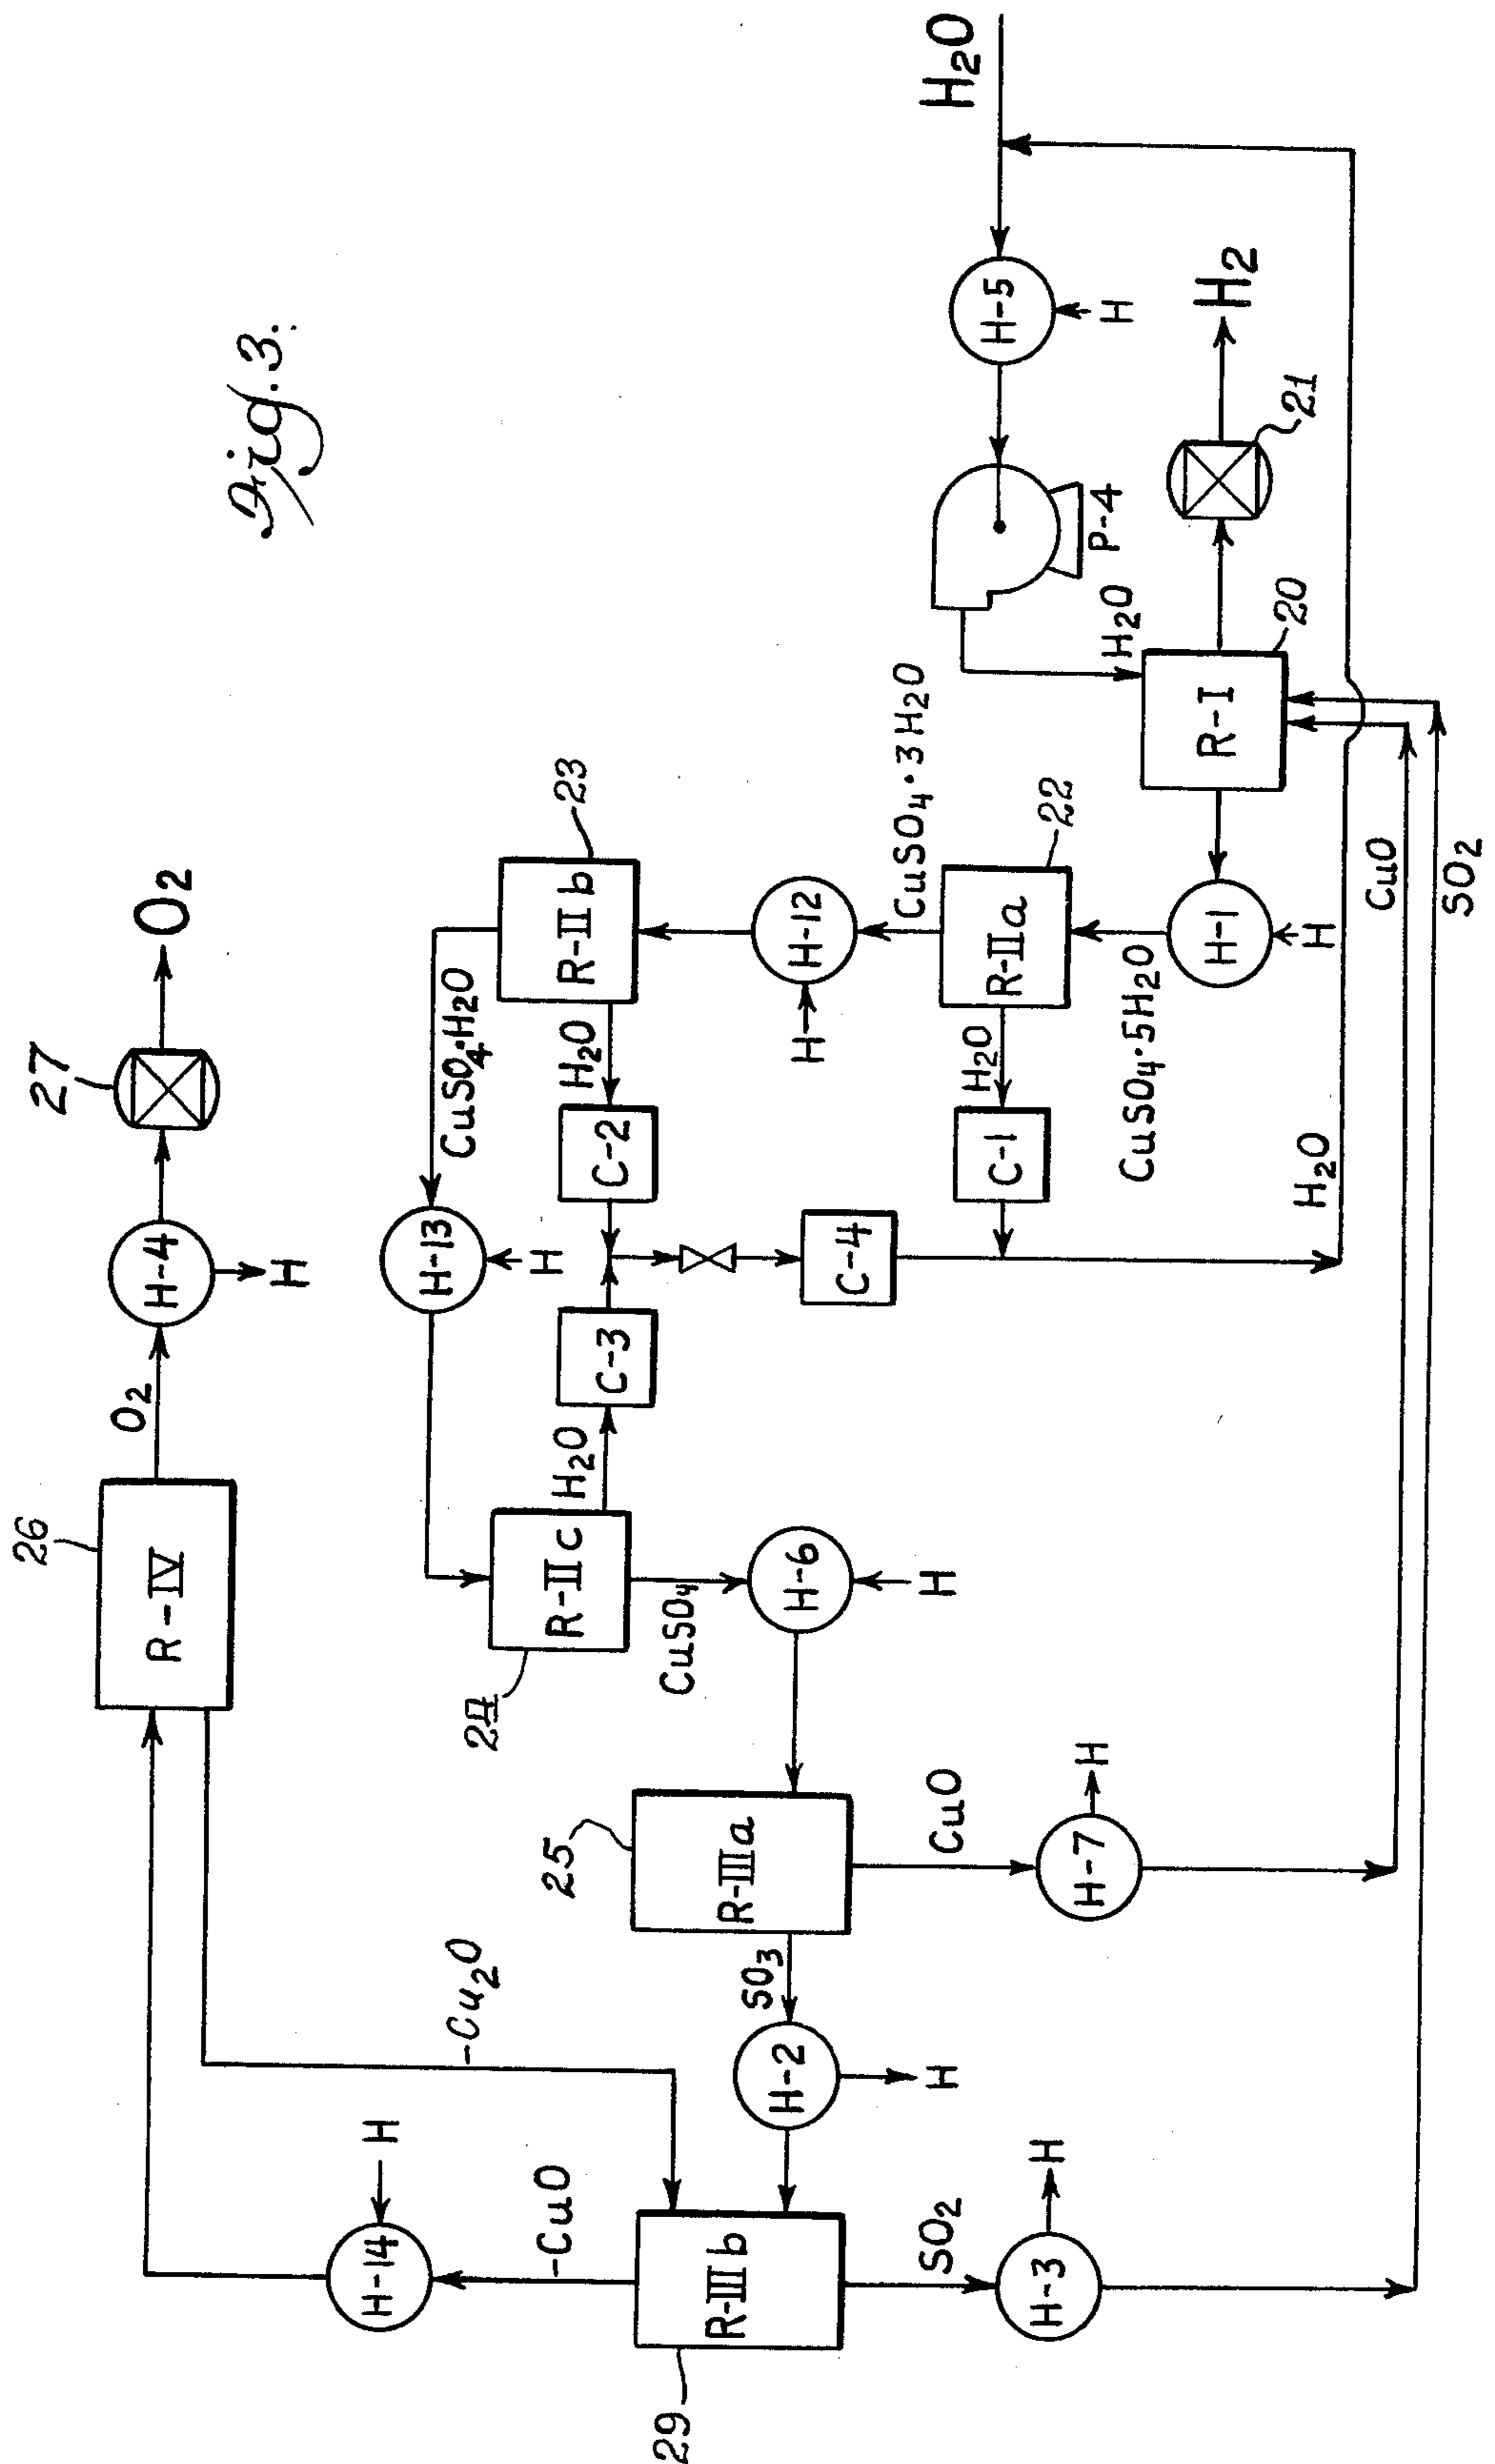 Fig. 3.
26
R-IV
O2
H-4
H
27
O2
-Cu2O
H-14
H
-CuO
29
R-IIIb
SO2
H-3
H
H-2
H
SO3
25
R-IIIa
CuO
H-7
H
24
R-IIc
CuSO4
H-6
H
H2O
C-3
H-13
H
CuSO4·H2O
23
R-IIb
H2O
C-2
C-4
H-12
H
CuSO4·3H2O
22
R-IIa
H2O
C-1
CuSO4·5H2O
H-1
H
R-I
20
H2O
P-4
H-5
H
H2O
21
H2
H2O
CuO
SO2